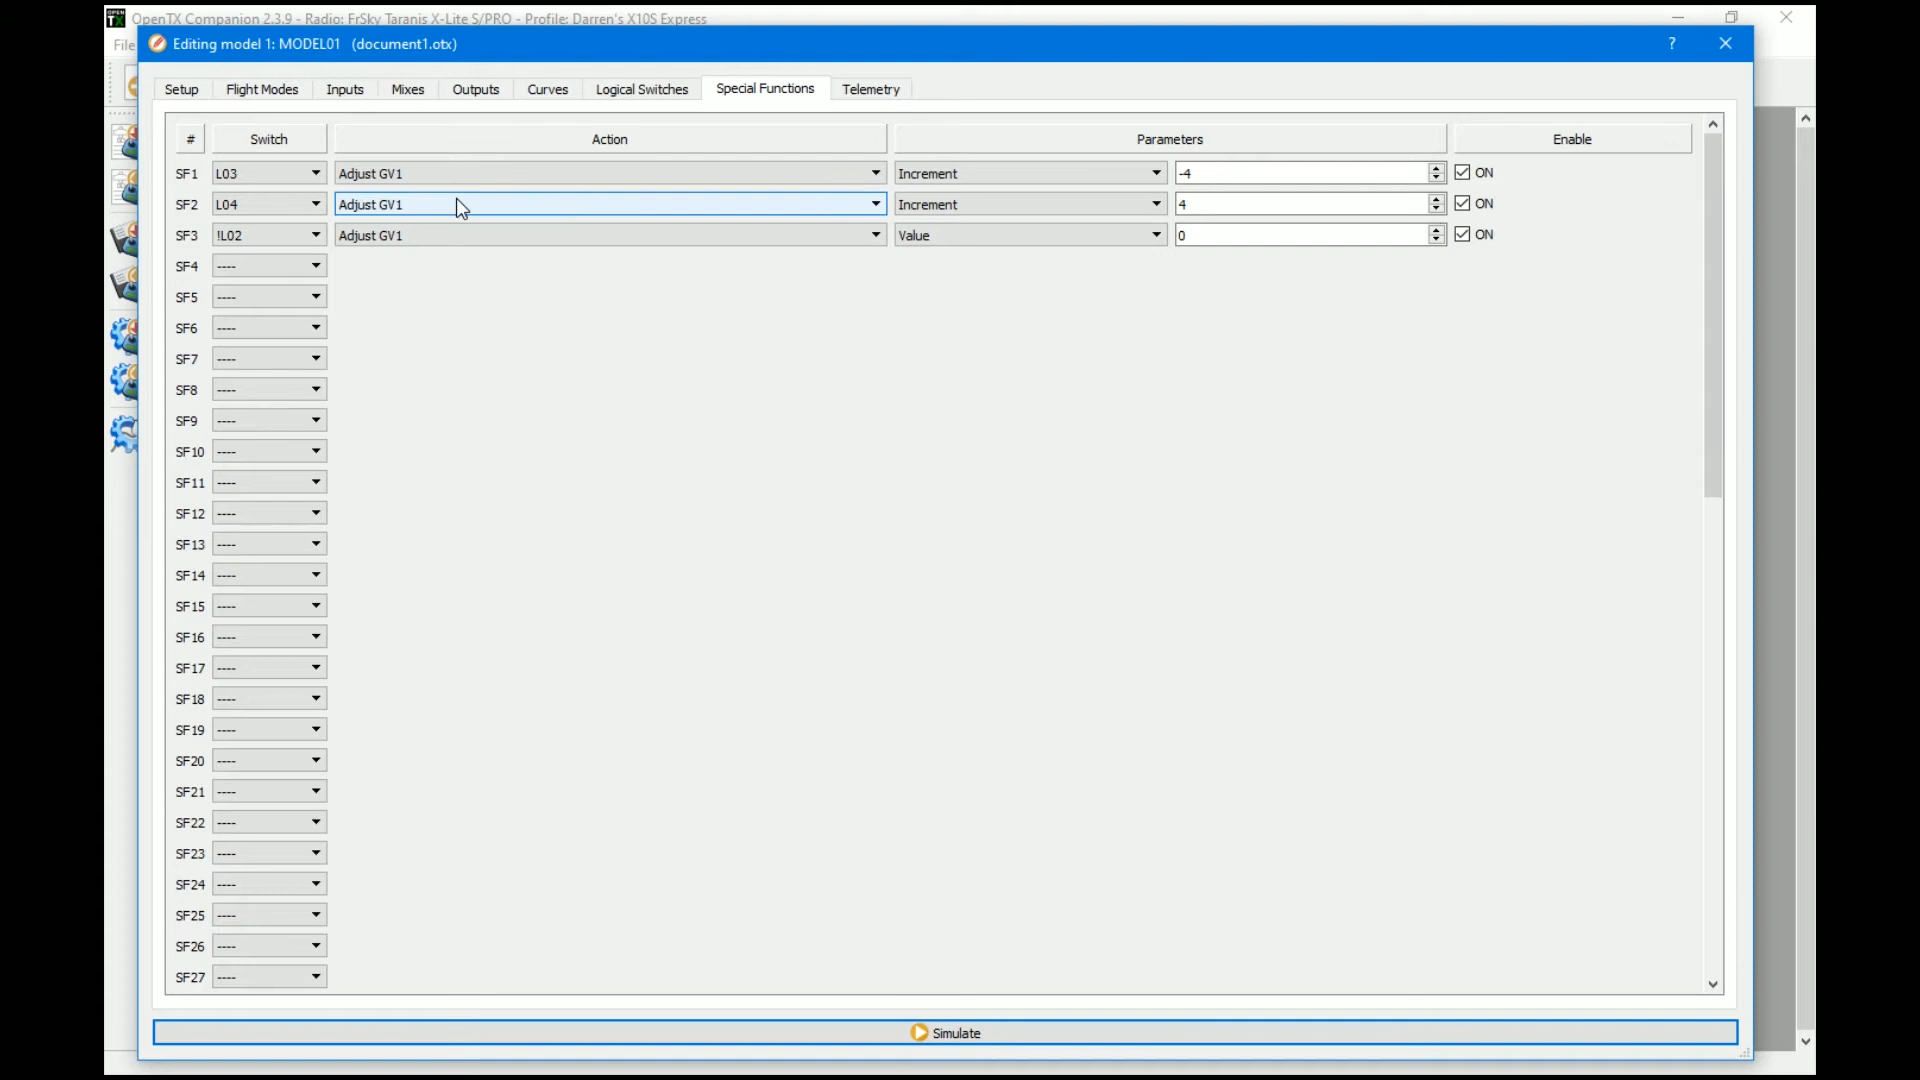 OPEN TX OpenTX Companion 2.3.9 - Radio: FrSky Taranis X-Lite S/PRO - Profile: Darren's X10S Express
File
Editing model 1: MODEL01 (document1.otx) ?
Setup Flight Modes Inputs Mixes Outputs Curves Logical Switches Special Functions Telemetry
# Switch Action Parameters Enable
SF1 L03 Adjust GV1 Increment -4 ON
SF2 L04 Adjust GV1 Increment 4 ON
SF3 !L02 Adjust GV1 Value 0 ON
SF4 ----
SF5 ----
SF6 ----
SF7 ----
SF8 ----
SF9 ----
SF10 ----
SF11 ----
SF12 ----
SF13 ----
SF14 ----
SF15 ----
SF16 ----
SF17 ----
SF18 ----
SF19 ----
SF20 ----
SF21 ----
SF22 ----
SF23 ----
SF24 ----
SF25 ----
SF26 ----
SF27 ----
Simulate